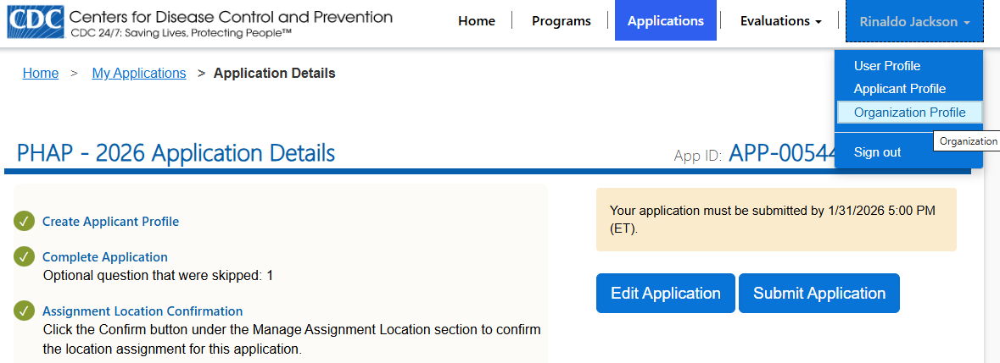 CDC
Centers for Disease Control and Prevention
CDC 24/7: Saving Lives, Protecting People™
Home
Programs
Applications
Evaluations
Rinaldo Jackson
User Profile
Applicant Profile
Organization Profile
Organization
Sign out
Home > My Applications > Application Details
PHAP - 2026 Application Details
App ID: APP-00544
Create Applicant Profile
Complete Application
Optional question that were skipped: 1
Assignment Location Confirmation
Click the Confirm button under the Manage Assignment Location section to confirm
the location assignment for this application.
Your application must be submitted by 1/31/2026 5:00 PM
(ET).
Edit Application
Submit Application